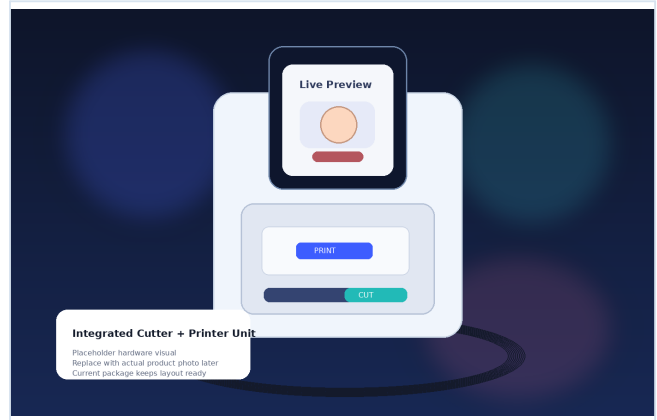 Live Preview
PRINT
CUT
Integrated Cutter + Printer Unit
Placeholder hardware visual
Replace with actual product photo later
Current package keeps layout ready